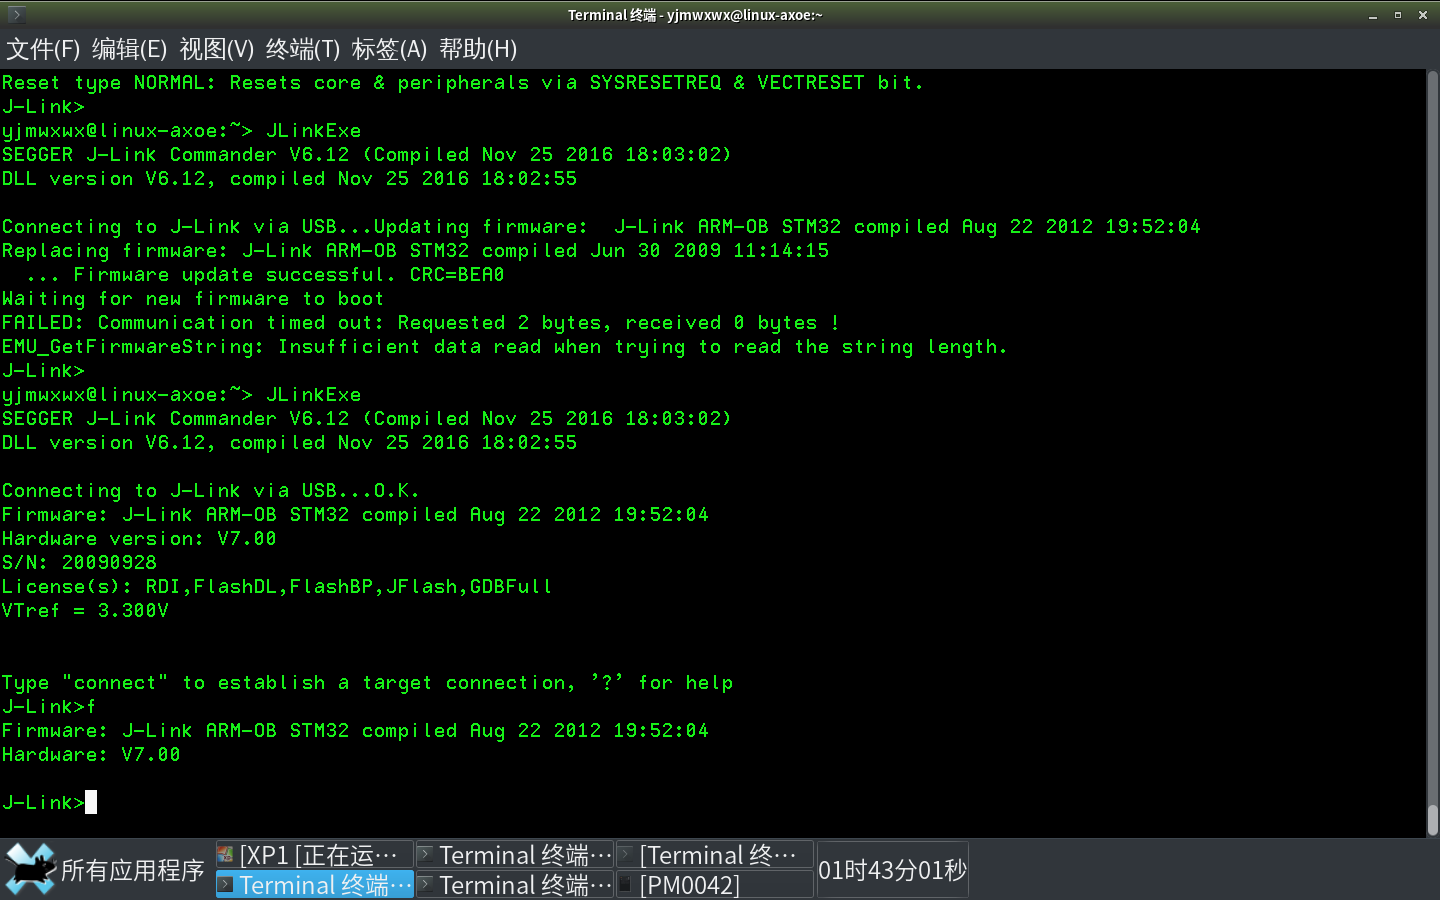 Terminal 终端 - yjmwxwx@linux-axoe:~
文件(F) 编辑(E) 视图(V) 终端(T) 标签(A) 帮助(H)
Reset type NORMAL: Resets core & peripherals via SYSRESETREQ & VECTRESET bit.
J-Link>
yjmwxwx@linux-axoe:~> JLinkExe
SEGGER J-Link Commander V6.12 (Compiled Nov 25 2016 18:03:02)
DLL version V6.12, compiled Nov 25 2016 18:02:55
Connecting to J-Link via USB...Updating firmware:  J-Link ARM-OB STM32 compiled Aug 22 2012 19:52:04
Replacing firmware: J-Link ARM-OB STM32 compiled Jun 30 2009 11:14:15
  ... Firmware update successful. CRC=BEA0
Waiting for new firmware to boot
FAILED: Communication timed out: Requested 2 bytes, received 0 bytes !
EMU_GetFirmwareString: Insufficient data read when trying to read the string length.
J-Link>
yjmwxwx@linux-axoe:~> JLinkExe
SEGGER J-Link Commander V6.12 (Compiled Nov 25 2016 18:03:02)
DLL version V6.12, compiled Nov 25 2016 18:02:55
Connecting to J-Link via USB...O.K.
Firmware: J-Link ARM-OB STM32 compiled Aug 22 2012 19:52:04
Hardware version: V7.00
S/N: 20090928
License(s): RDI,FlashDL,FlashBP,JFlash,GDBFull
VTref = 3.300V
Type "connect" to establish a target connection, '?' for help
J-Link>f
Firmware: J-Link ARM-OB STM32 compiled Aug 22 2012 19:52:04
Hardware: V7.00
J-Link>
所有应用程序
[XP1 [正在运… Terminal 终端… [Terminal 终…
Terminal 终端… Terminal 终端… [PM0042]
01时43分01秒